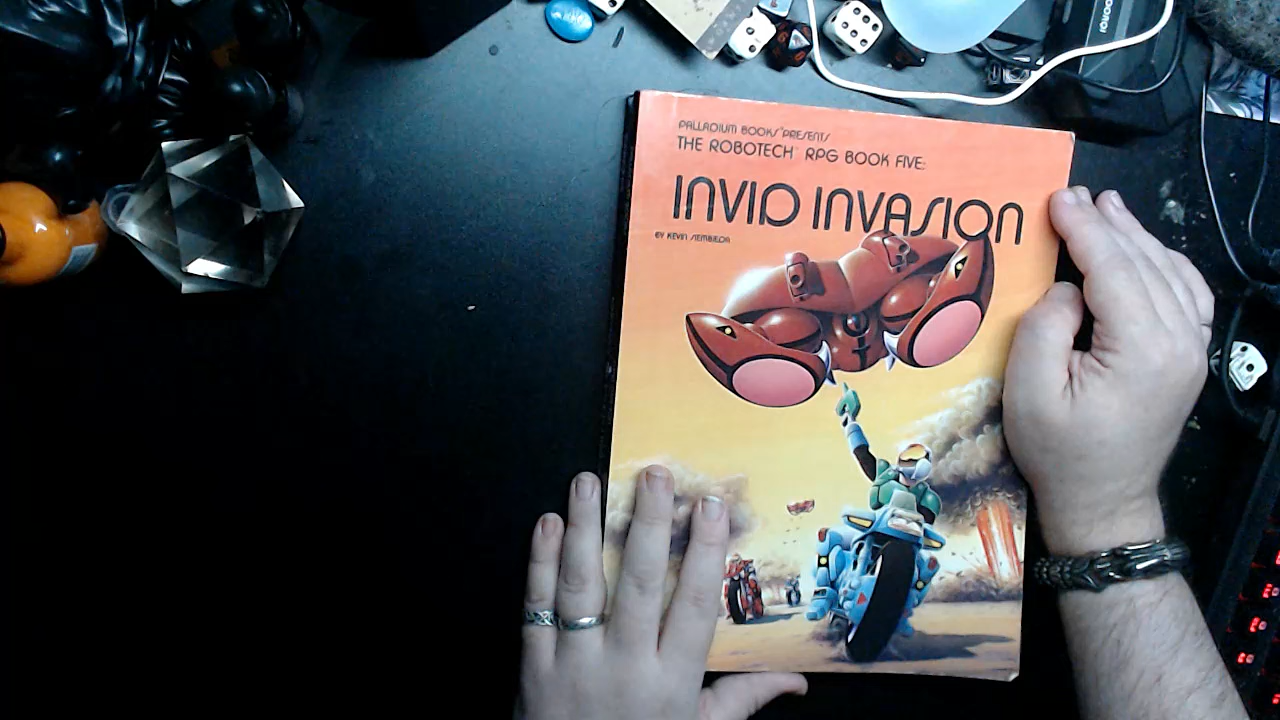 PALLADIUM BOOKS® PRESENTS
THE ROBOTECH™ RPG BOOK FIVE:
INVID INVASION
BY KEVIN SIEMBIEDA